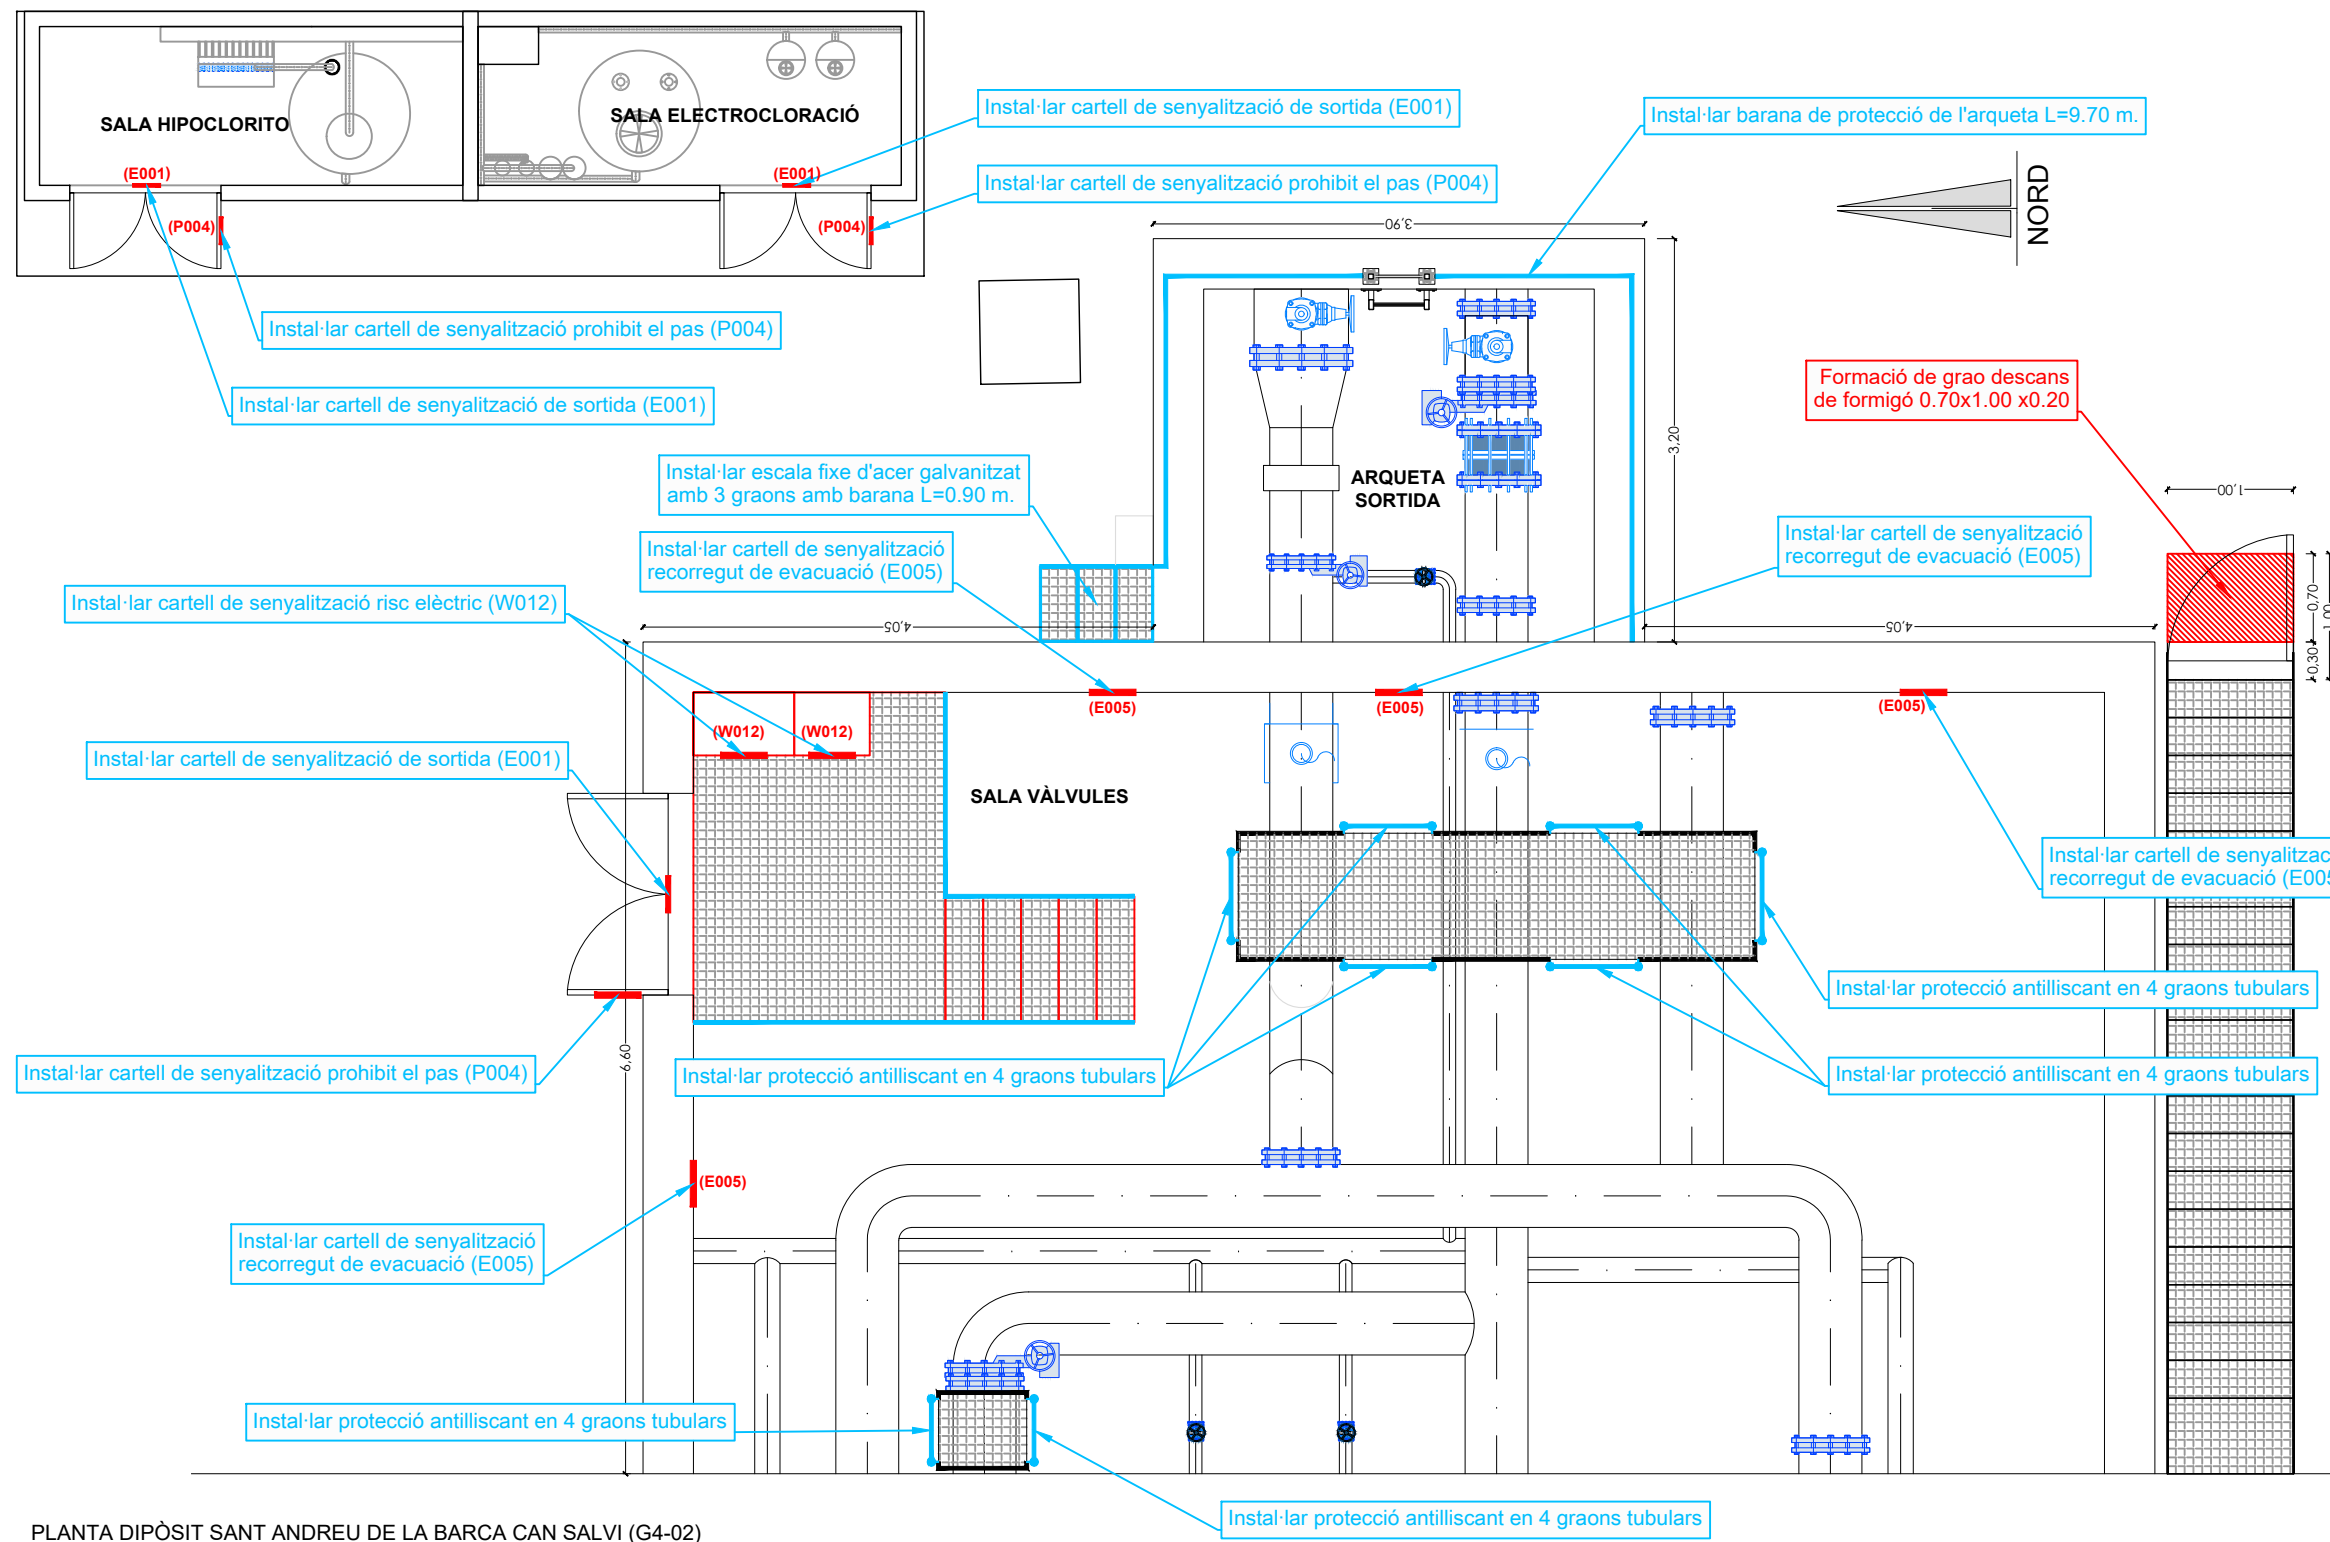 SALA HIPOCLORITO
SALA ELECTROCLORACIÓ
(E001)
(P004)
(E001)
(P004)
Instal·lar cartell de senyalització de sortida (E001)
Instal·lar cartell de senyalització prohibit el pas (P004)
Instal·lar barana de protecció de l'arqueta L=9.70 m.
NORD
3,90
Instal·lar cartell de senyalització prohibit el pas (P004)
Instal·lar cartell de senyalització de sortida (E001)
Formació de grao descans
de formigó 0.70x1.00 x0.20
3,20
Instal·lar escala fixe d'acer galvanitzat
amb 3 graons amb barana L=0.90 m.
ARQUETA
SORTIDA
1,00
Instal·lar cartell de senyalització
recorregut de evacuació (E005)
Instal·lar cartell de senyalització
recorregut de evacuació (E005)
Instal·lar cartell de senyalització risc elèctric (W012)
4,05
4,05
0,70
1,00
0,30
(E005)
(E005)
(E005)
(W012)
(W012)
Instal·lar cartell de senyalització de sortida (E001)
SALA VÀLVULES
Instal·lar cartell de senyalitzac
recorregut de evacuació (E005
Instal·lar protecció antilliscant en 4 graons tubulars
6,60
Instal·lar cartell de senyalització prohibit el pas (P004)
Instal·lar protecció antilliscant en 4 graons tubulars
Instal·lar protecció antilliscant en 4 graons tubulars
(E005)
Instal·lar cartell de senyalització
recorregut de evacuació (E005)
Instal·lar protecció antilliscant en 4 graons tubulars
Instal·lar protecció antilliscant en 4 graons tubulars
PLANTA DIPÒSIT SANT ANDREU DE LA BARCA CAN SALVI (G4-02)